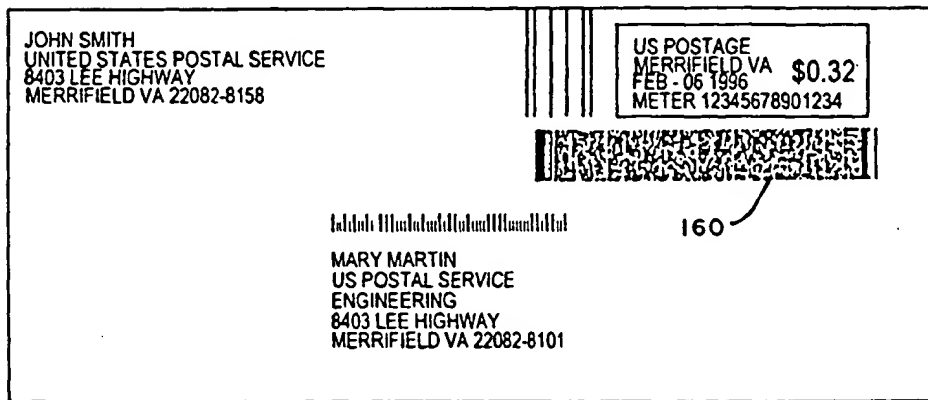 JOHN SMITH
UNITED STATES POSTAL SERVICE
8403 LEE HIGHWAY
MERRIFIELD VA 22082-8158
US POSTAGE
MERRIFIELD VA $0.32
FEB - 06 1996
METER 12345678901234
160
MARY MARTIN
US POSTAL SERVICE
ENGINEERING
8403 LEE HIGHWAY
MERRIFIELD VA 22082-8101